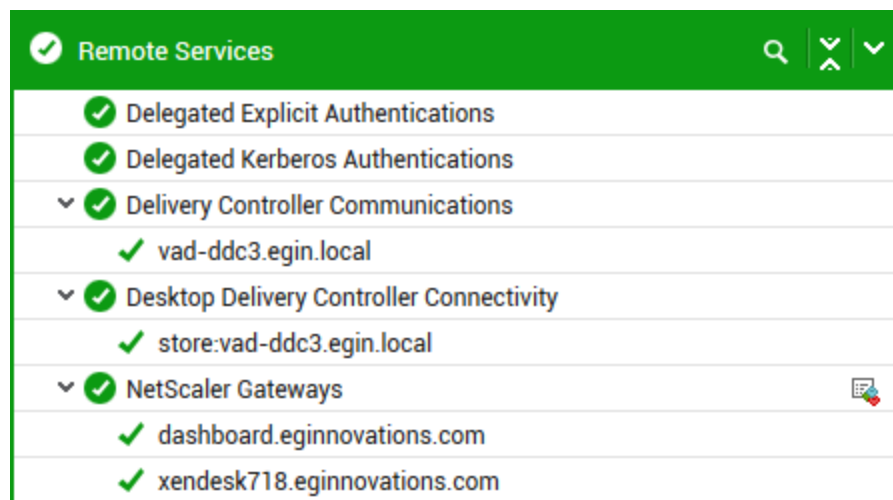 Remote Services
Delegated Explicit Authentications
Delegated Kerberos Authentications
Delivery Controller Communications
vad-ddc3.egin.local
Desktop Delivery Controller Connectivity
store:vad-ddc3.egin.local
NetScaler Gateways
dashboard.eginnovations.com
xendesk718.eginnovations.com